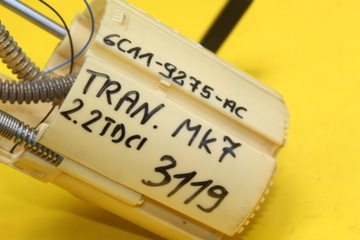 6C11-9275-AC
TRAN. MK7
2.2TDCI
3119